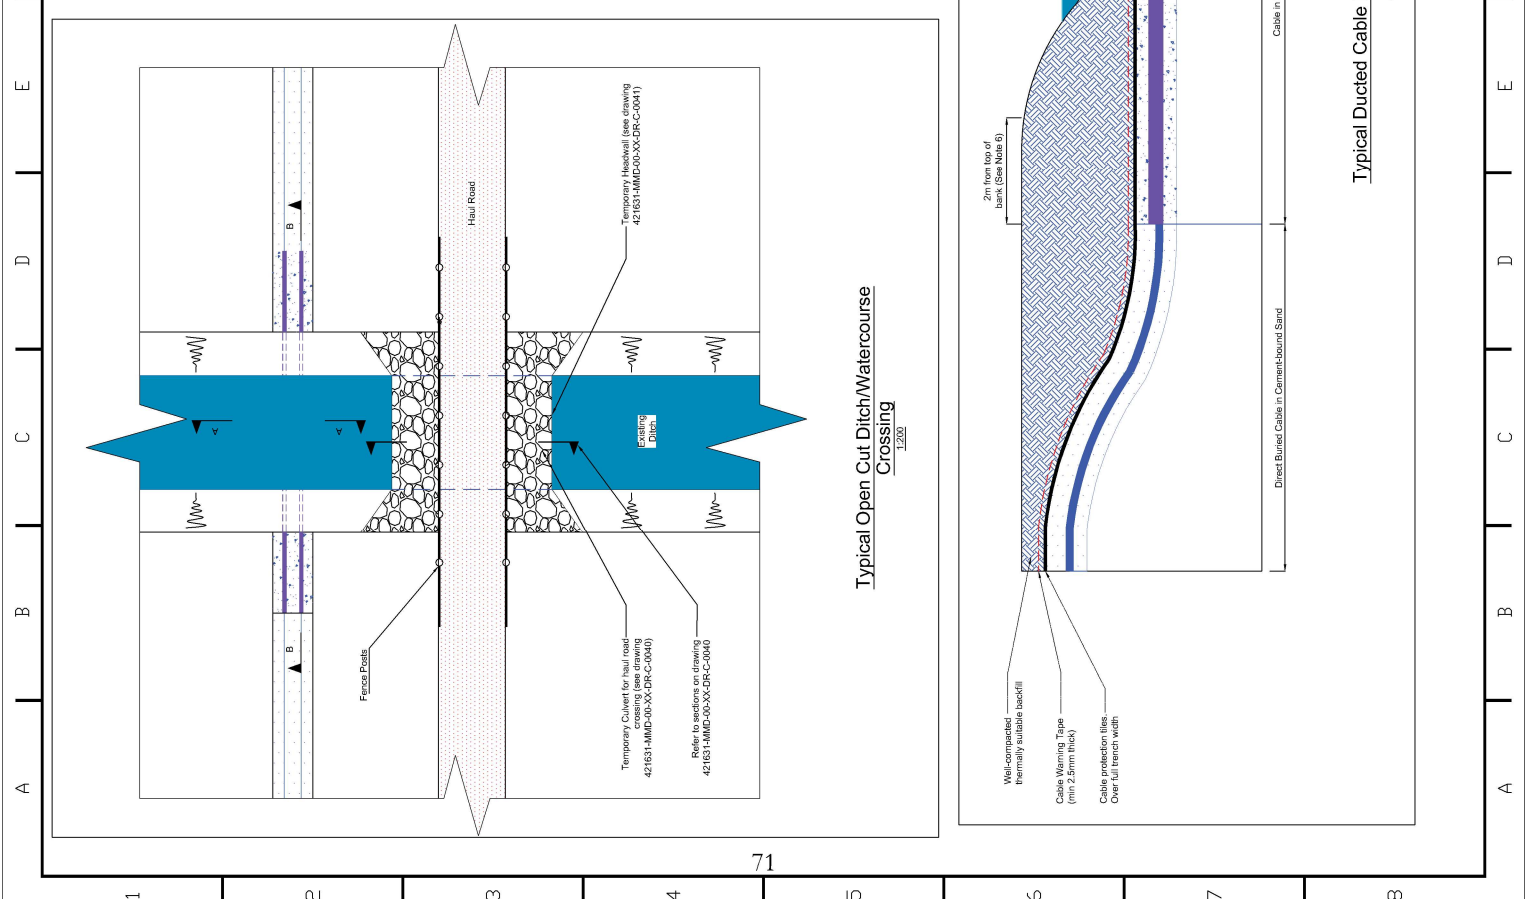 E
D
C
B
A
E
D
C
B
A
1
2
3
4
5
6
7
8
B
B
A
A
Haul Road
Temporary Headwall (see drawing
421631-MMD-00-XX-DR-C-0041)
Existing
Ditch
Fence Posts
Temporary Culvert for haul road
crossing (see drawing
421631-MMD-00-XX-DR-C-0040)
Refer to sections on drawing
421631-MMD-00-XX-DR-C-0040
Typical Open Cut Ditch/Watercourse
Crossing
1:200
2m from top of
bank (See Note 6)
Cable in
Direct Buried Cable in Cement-bound Sand
Well-compacted
thermally suitable backfill
Cable Warning Tape
(min 2.5mm thick)
Cable protection tiles.
Over full trench width
Typical Ducted Cable
71